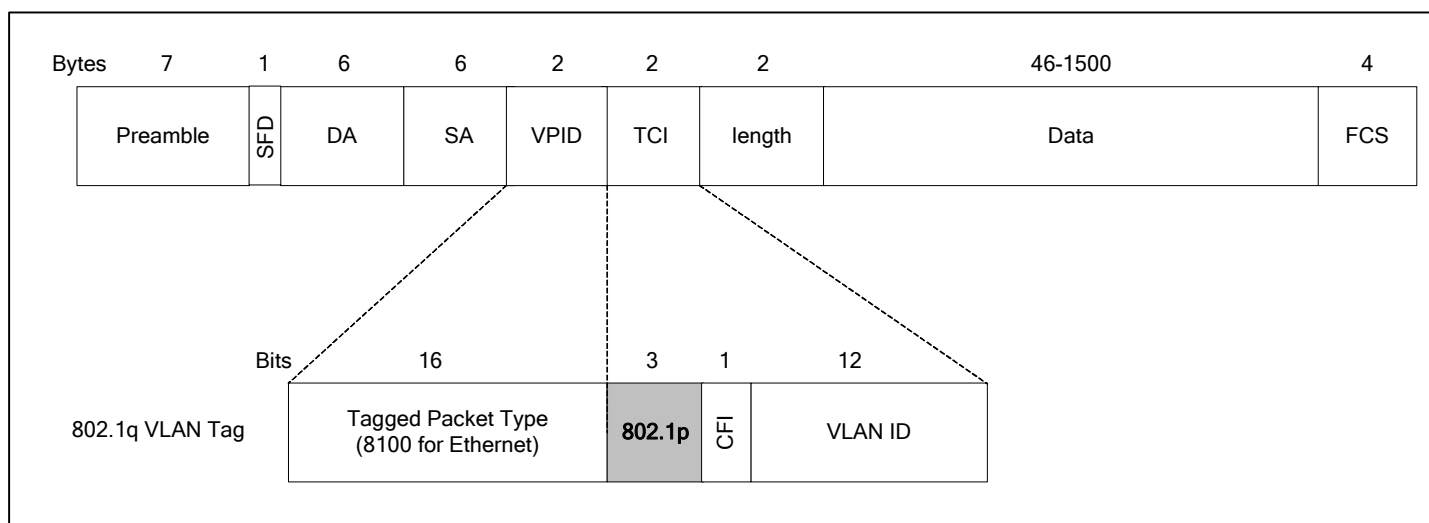 Bytes 7 1 6 6 2 2 2 46-1500 4
Preamble SFD DA SA VPID TCI length Data FCS
Bits 16 3 1 12
802.1q VLAN Tag
Tagged Packet Type
(8100 for Ethernet)
802.1p CFI VLAN ID